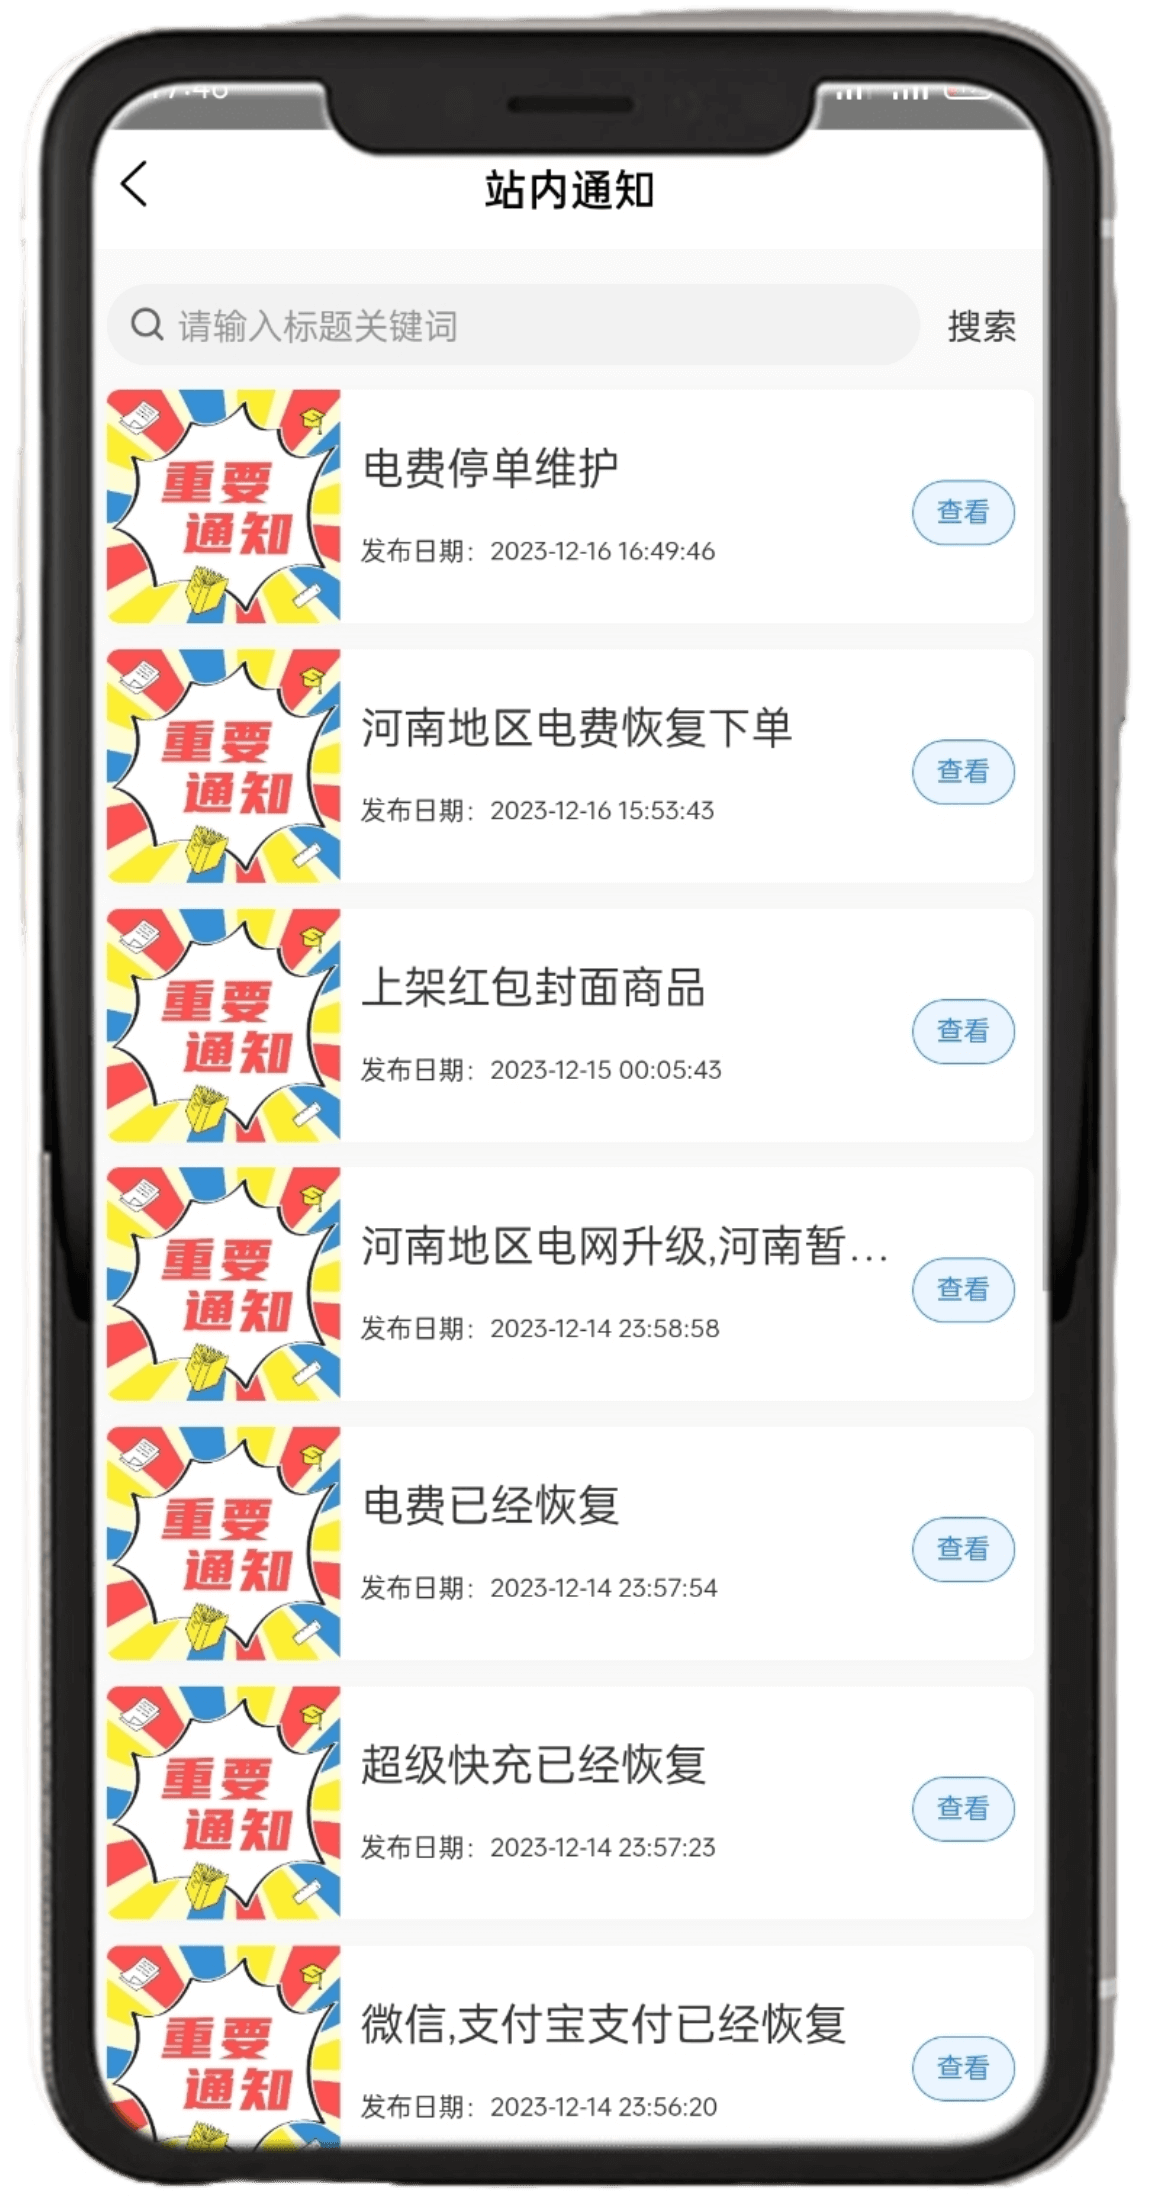 站内通知
请输入标题关键词
搜索
重要
通知
电费停单维护
发布日期：2023-12-16 16:49:46
查看
重要
通知
河南地区电费恢复下单
发布日期：2023-12-16 15:53:43
查看
重要
通知
上架红包封面商品
发布日期：2023-12-15 00:05:43
查看
重要
通知
河南地区电网升级,河南暂...
发布日期：2023-12-14 23:58:58
查看
重要
通知
电费已经恢复
发布日期：2023-12-14 23:57:54
查看
重要
通知
超级快充已经恢复
发布日期：2023-12-14 23:57:23
查看
重要
通知
微信,支付宝支付已经恢复
发布日期：2023-12-14 23:56:20
查看